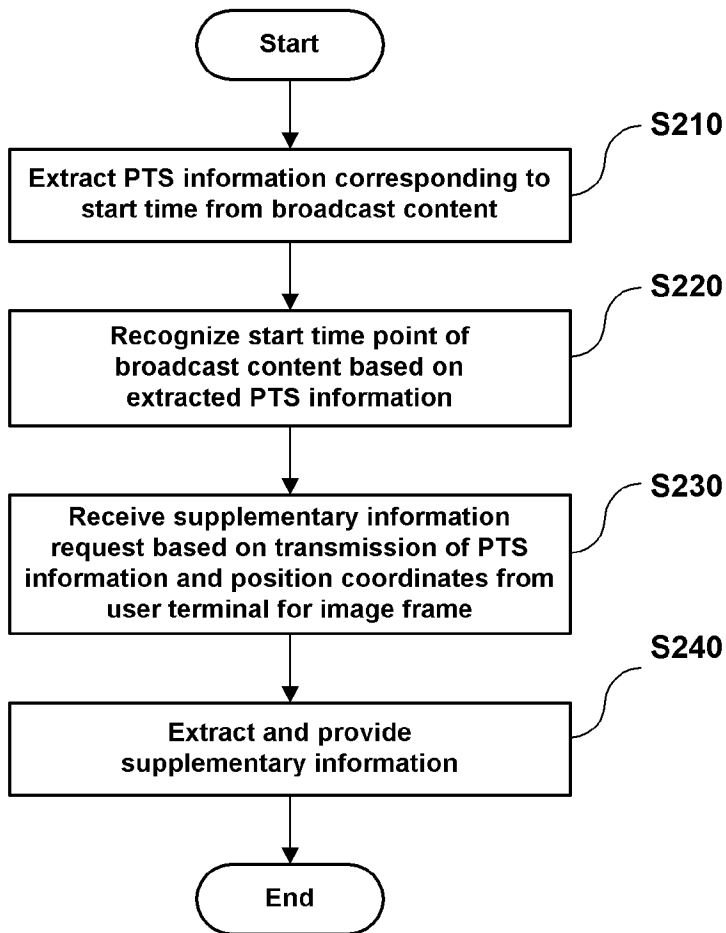 Start
S210
Extract PTS information corresponding to
start time from broadcast content
S220
Recognize start time point of
broadcast content based on
extracted PTS information
S230
Receive supplementary information
request based on transmission of PTS
information and position coordinates from
user terminal for image frame
S240
Extract and provide
supplementary information
End